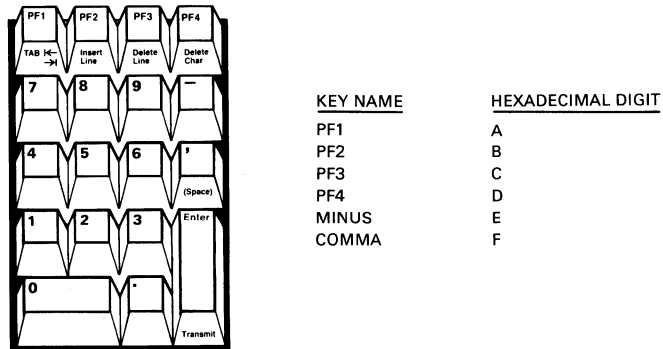 PF1 PF2 PF3 PF4
TAB Insert Line Delete Line Delete Char
7 8 9 –
4 5 6 ,
(Space)
1 2 3 Enter
0 .
Transmit
KEY NAME HEXADECIMAL DIGIT
PF1 A
PF2 B
PF3 C
PF4 D
MINUS E
COMMA F